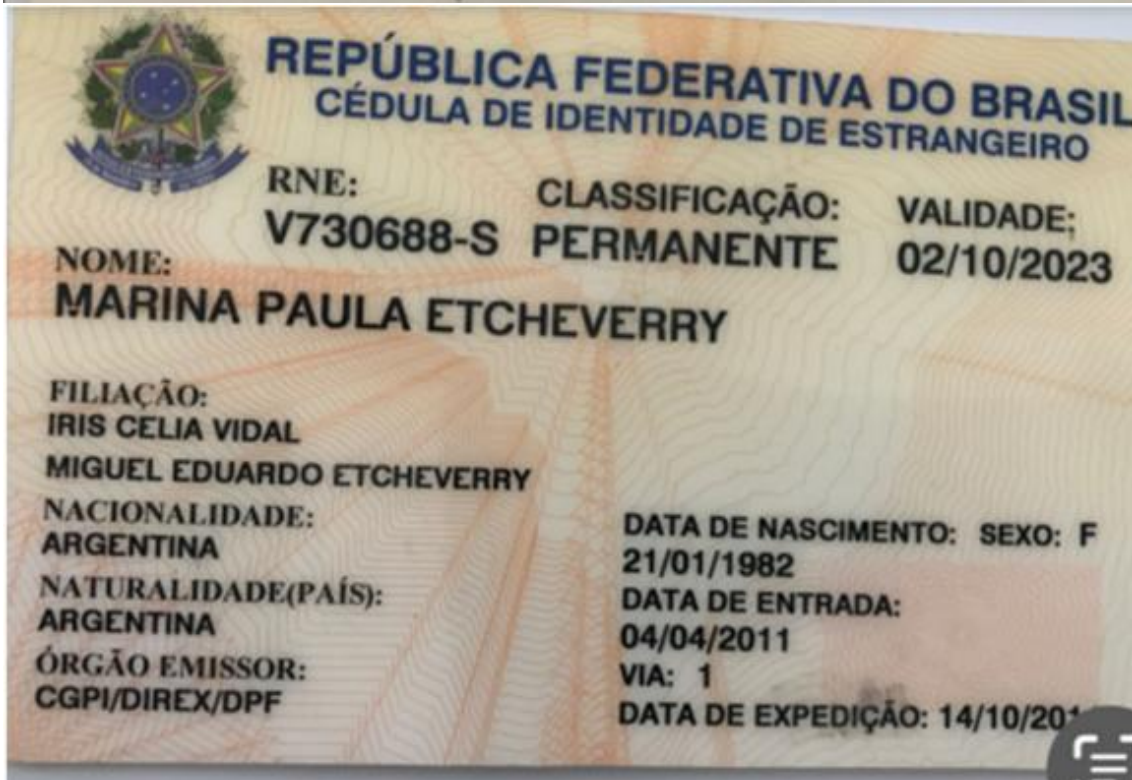 REPÚBLICA FEDERATIVA DO BRASIL
CÉDULA DE IDENTIDADE DE ESTRANGEIRO
RNE: CLASSIFICAÇÃO: VALIDADE:
V730688-S PERMANENTE 02/10/2023
NOME:
MARINA PAULA ETCHEVERRY
FILIAÇÃO:
IRIS CELIA VIDAL
MIGUEL EDUARDO ETCHEVERRY
NACIONALIDADE:
ARGENTINA
NATURALIDADE(PAÍS):
ARGENTINA
ÓRGÃO EMISSOR:
CGPI/DIREX/DPF
DATA DE NASCIMENTO: SEXO: F
21/01/1982
DATA DE ENTRADA:
04/04/2011
VIA: 1
DATA DE EXPEDIÇÃO: 14/10/201